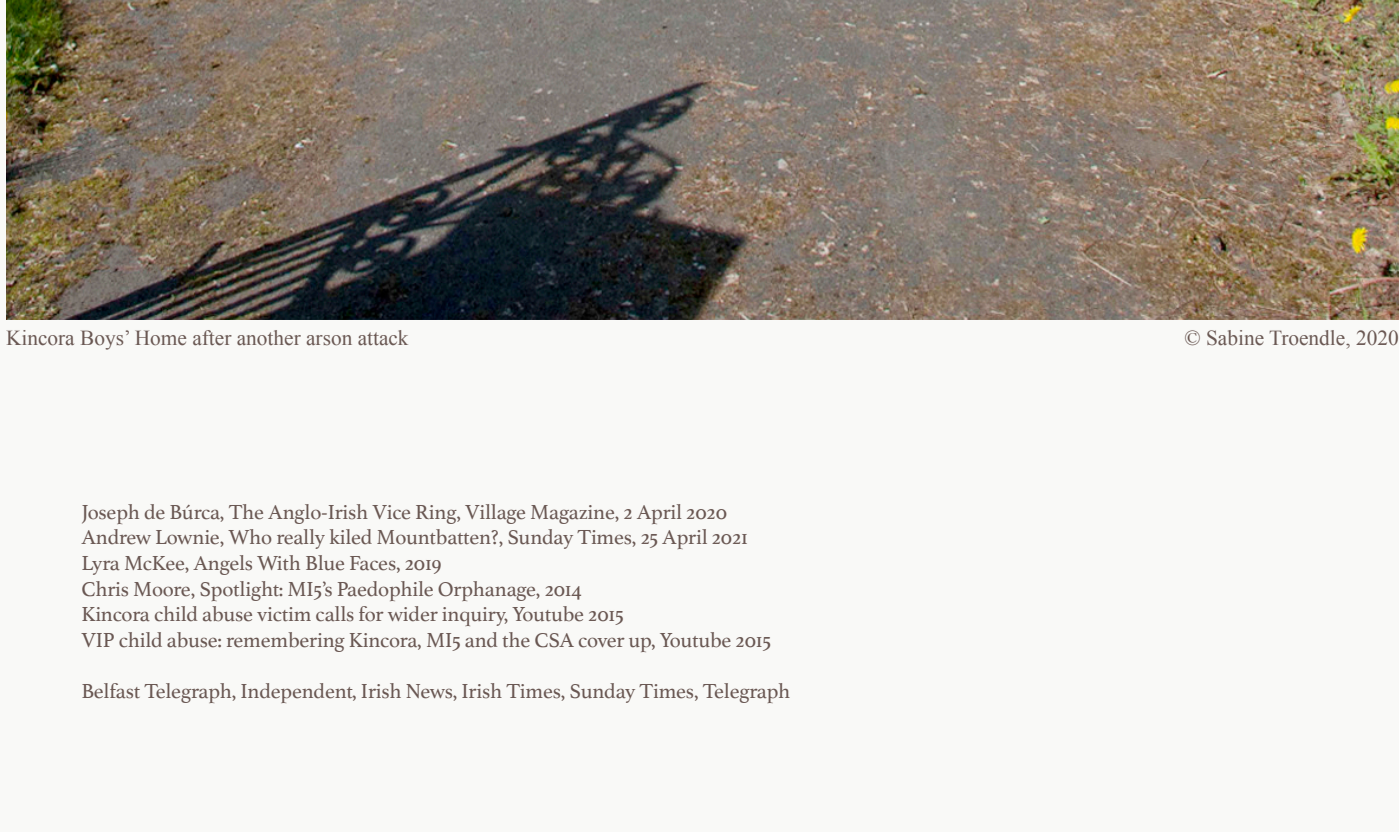 Kincora Boys’ Home after another arson attack
© Sabine Troendle, 2020
Joseph de Búrca, The Anglo-Irish Vice Ring, Village Magazine, 2 April 2020
Andrew Lownie, Who really kiled Mountbatten?, Sunday Times, 25 April 2021
Lyra McKee, Angels With Blue Faces, 2019
Chris Moore, Spotlight: MI5’s Paedophile Orphanage, 2014
Kincora child abuse victim calls for wider inquiry, Youtube 2015
VIP child abuse: remembering Kincora, MI5 and the CSA cover up, Youtube 2015
Belfast Telegraph, Independent, Irish News, Irish Times, Sunday Times, Telegraph